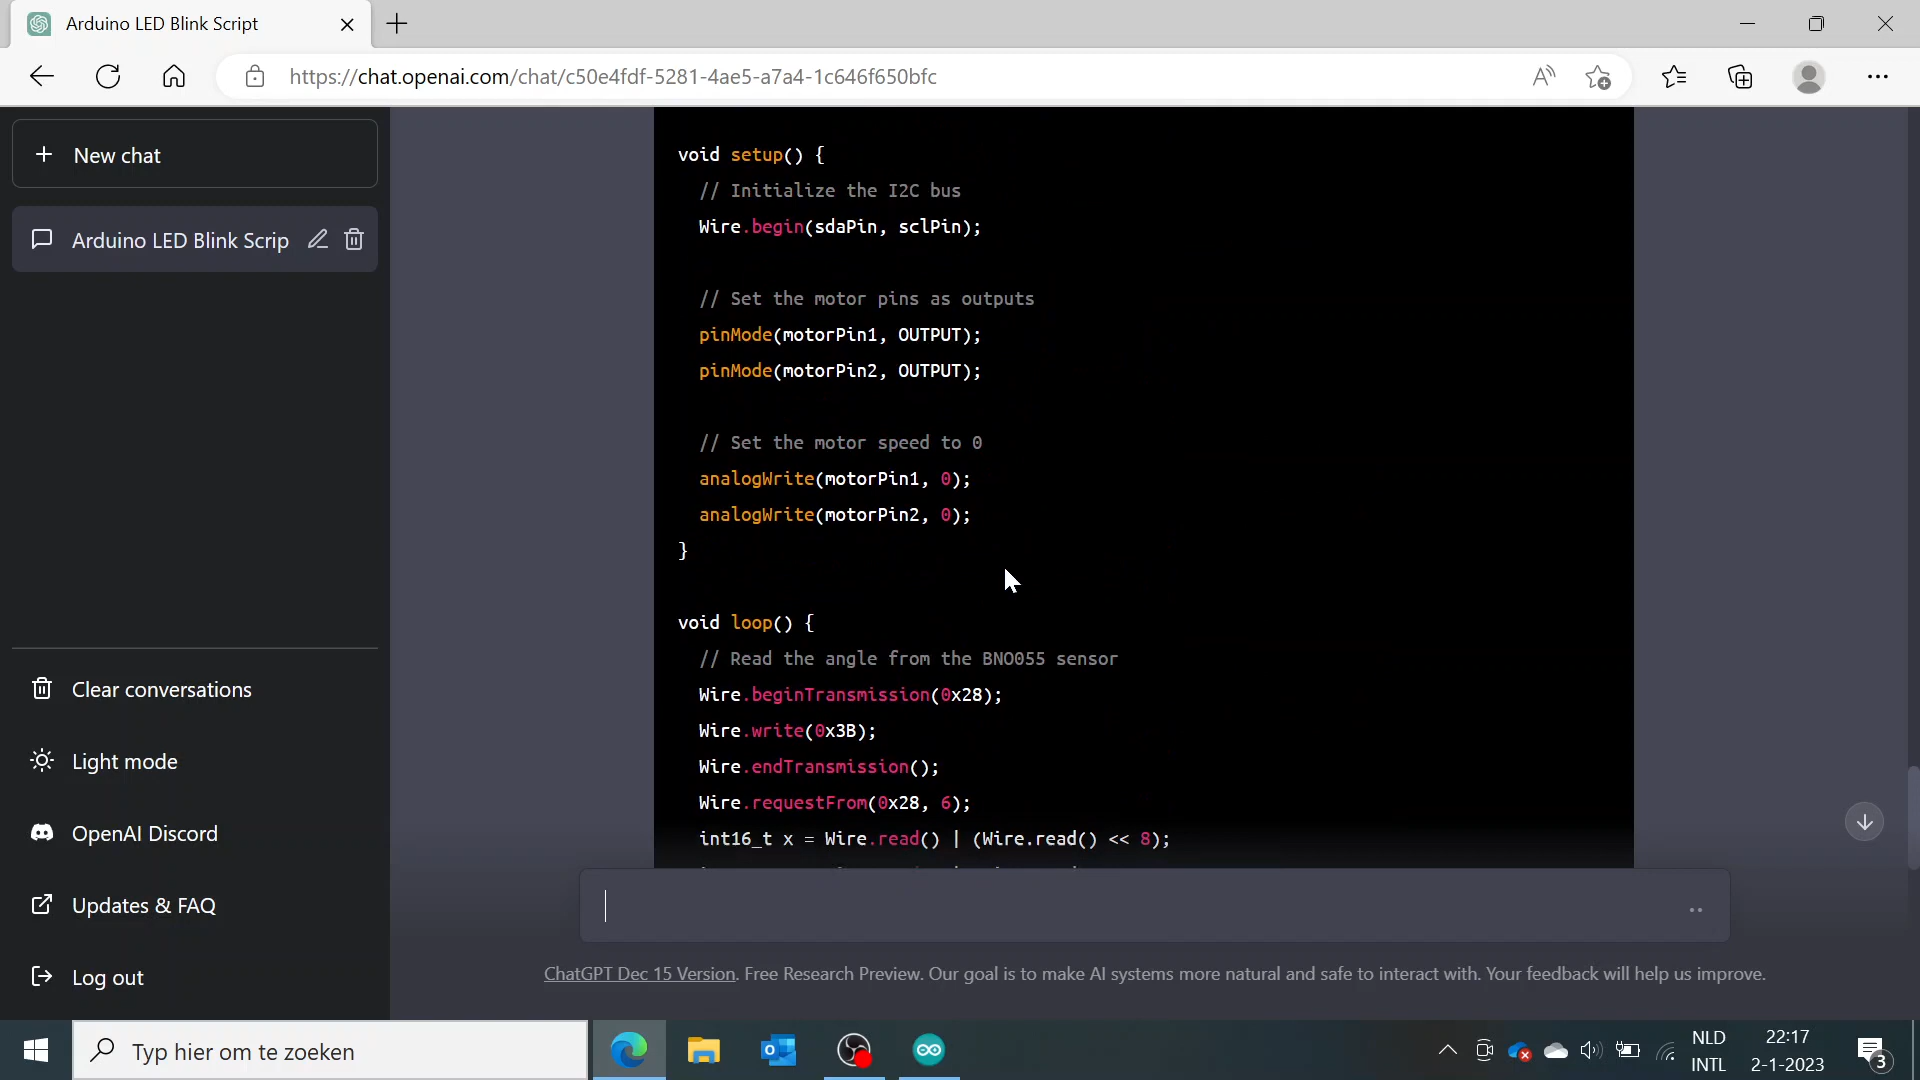 Arduino LED Blink Script
https://chat.openai.com/chat/c50e4fdf-5281-4ae5-a7a4-1c646f650bfc
New chat
Arduino LED Blink Scrip
Clear conversations
Light mode
OpenAI Discord
Updates & FAQ
Log out
void setup() {
// Initialize the I2C bus
Wire.begin(sdaPin, sclPin);
// Set the motor pins as outputs
pinMode(motorPin1, OUTPUT);
pinMode(motorPin2, OUTPUT);
// Set the motor speed to 0
analogWrite(motorPin1, 0);
analogWrite(motorPin2, 0);
}
void loop() {
// Read the angle from the BNO055 sensor
Wire.beginTransmission(0x28);
Wire.write(0x3B);
Wire.endTransmission();
Wire.requestFrom(0x28, 6);
int16_t x = Wire.read() | (Wire.read() << 8);
ChatGPT Dec 15 Version. Free Research Preview. Our goal is to make AI systems more natural and safe to interact with. Your feedback will help us improve.
Typ hier om te zoeken
NLD
INTL
22:17
2-1-2023
3